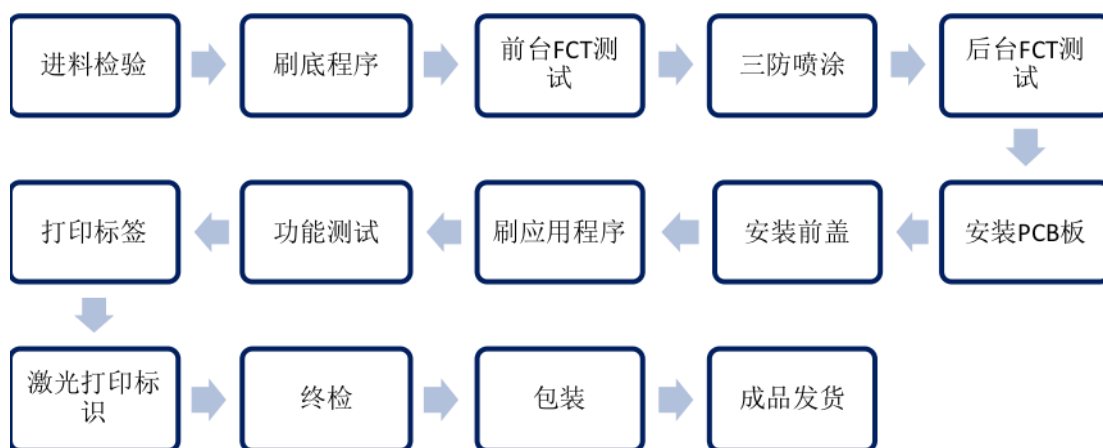 进料检验
刷底程序
前台FCT测
试
三防喷涂
后台FCT测
试
安装PCB板
安装前盖
刷应用程序
功能测试
打印标签
激光打印标
识
终检
包装
成品发货